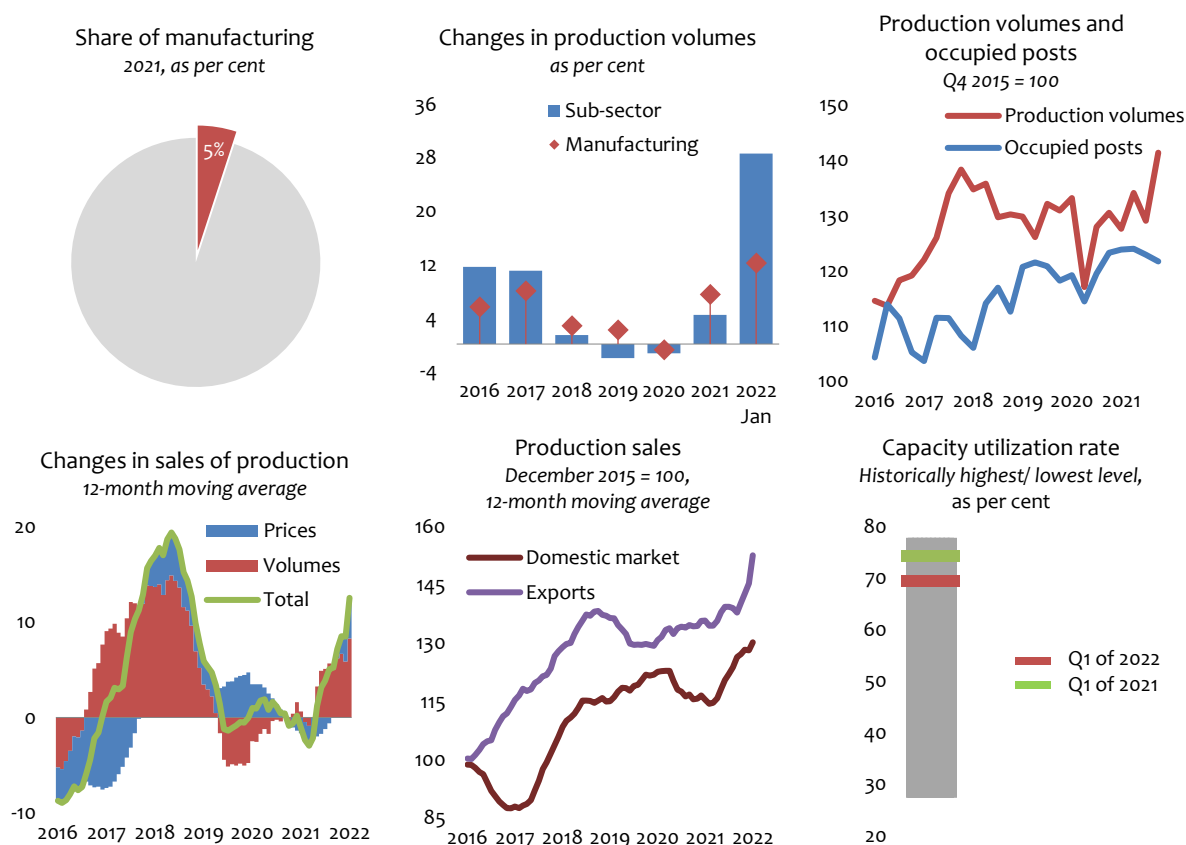 Share of manufacturing
2021, as per cent
5%
Changes in production volumes
as per cent
36
28
20
12
4
-4
Sub-sector
Manufacturing
2016 2017 2018 2019 2020 2021 2022
Jan
Production volumes and
occupied posts
Q4 2015 = 100
150
140
130
120
110
100
Production volumes
Occupied posts
2016 2017 2018 2019 2020 2021
Changes in sales of production
12-month moving average
20
10
0
-10
Prices
Volumes
Total
2016 2017 2018 2019 2020 2021 2022
Production sales
December 2015 = 100,
12-month moving average
160
145
130
115
100
85
Domestic market
Exports
2016 2017 2018 2019 2020 2021 2022
Capacity utilization rate
Historically highest/ lowest level,
as per cent
80
70
60
50
40
30
20
Q1 of 2022
Q1 of 2021